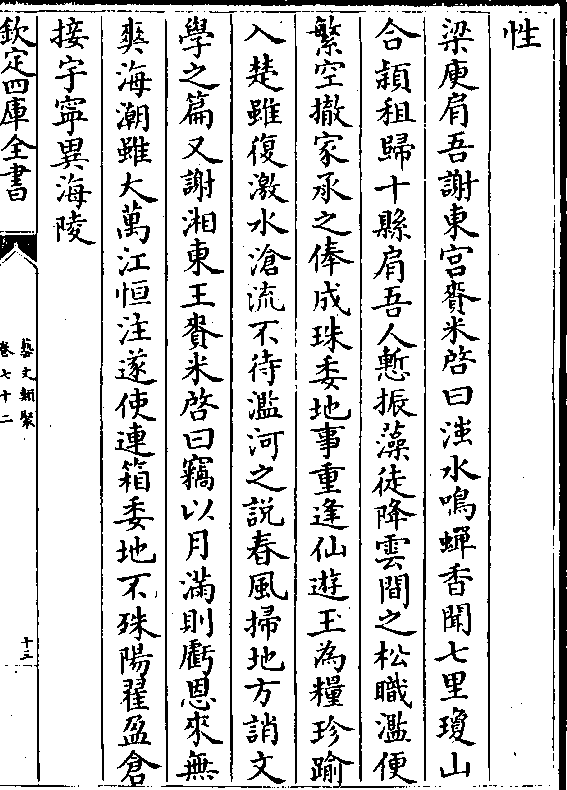 性
梁庾肩吾謝東宮賚米啓曰滍水鳴蟬香聞七里瓊山
合穎租歸十縣肩吾人慙振藻徒降雲間之松職濫便
繁空撤家承之俸成珠委地事重逢仙遊玉為糧珍踰
入楚雖復激水滄流不待濫河之説春風掃地方誚文
學之篇又謝湘東王賚米啓曰竊以月滿則虧恩來無
爽海潮雖大萬江恒注遂使連箱委地不殊陽翟盈倉
接宇寧異海陵
欽定四庫全書
藝文類聚
卷七十二
十三